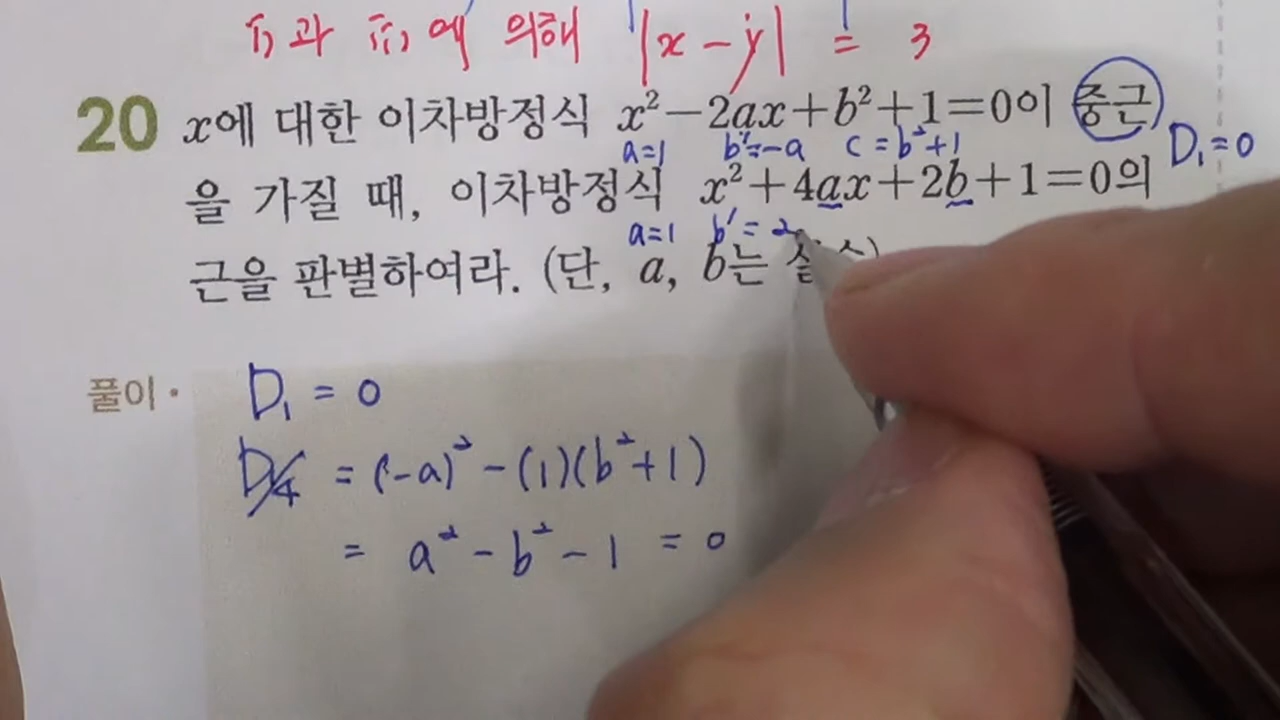 i) 과 ii) 에 의해 |x - y| = 3
20 x에 대한 이차방정식 x²-2ax+b²+1=0이 중근
a=1 b'=-a c=b²+1 D₁=0
을 가질 때, 이차방정식 x²+4ax+2b+1=0의
a=1 b'=2
근을 판별하여라. (단, a, b는 실수)
풀이· D₁ = 0
D/4 = (-a)² - (1)(b²+1)
= a² - b² - 1 = 0